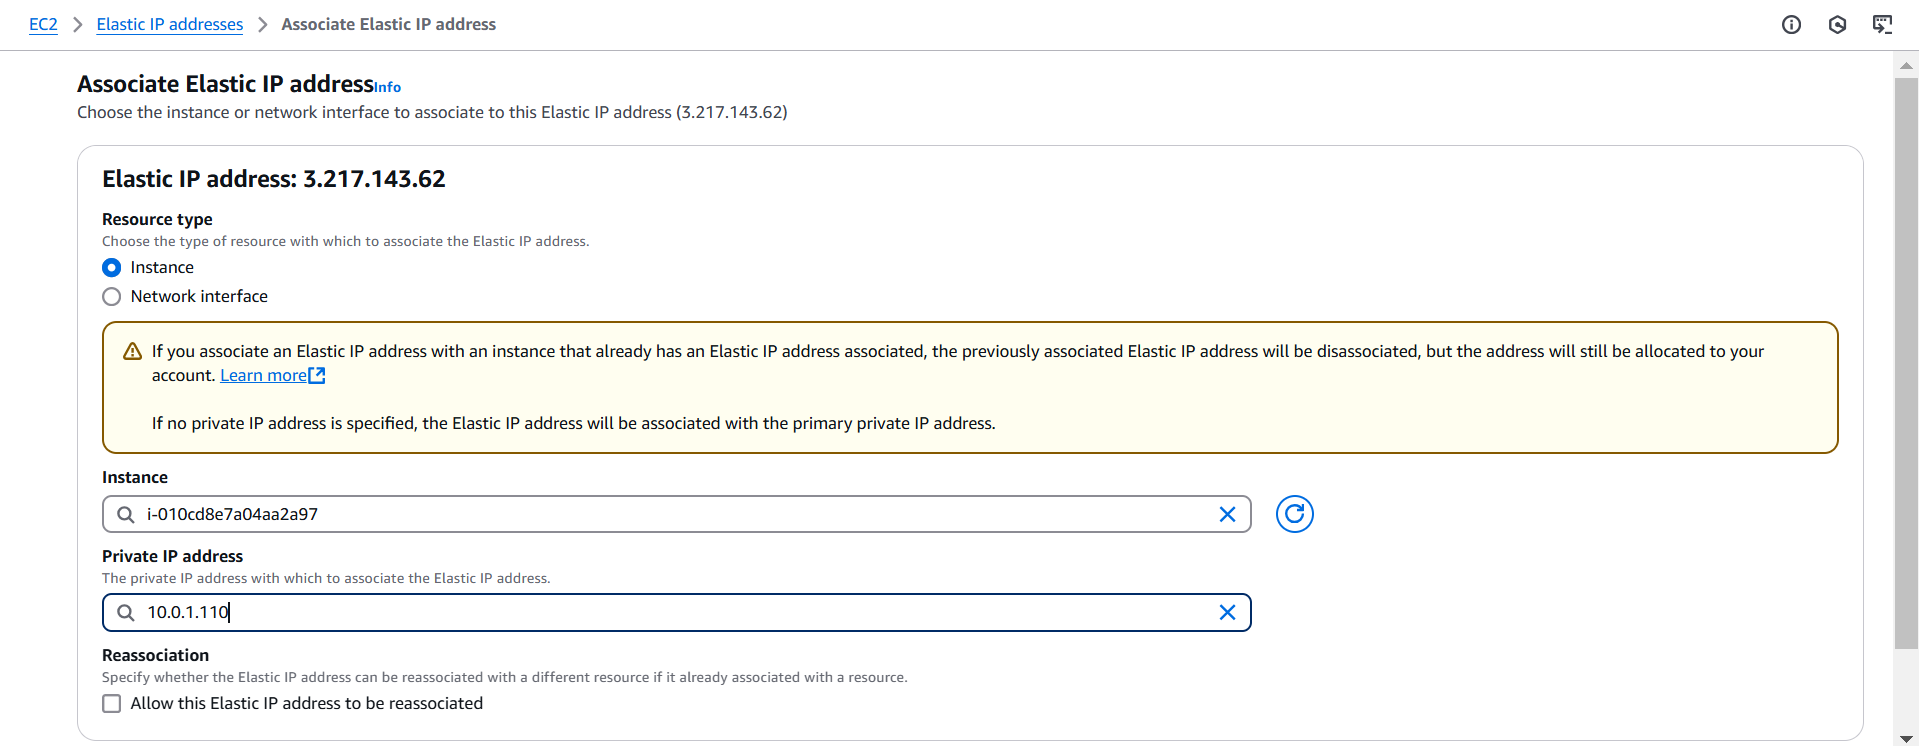 EC2 > Elastic IP addresses > Associate Elastic IP address
Associate Elastic IP address Info
Choose the instance or network interface to associate to this Elastic IP address (3.217.143.62)
Elastic IP address: 3.217.143.62
Resource type
Choose the type of resource with which to associate the Elastic IP address.
Instance
Network interface
If you associate an Elastic IP address with an instance that already has an Elastic IP address associated, the previously associated Elastic IP address will be disassociated, but the address will still be allocated to your
account. Learn more
If no private IP address is specified, the Elastic IP address will be associated with the primary private IP address.
Instance
i-010cd8e7a04aa2a97
Private IP address
The private IP address with which to associate the Elastic IP address.
10.0.1.110
Reassociation
Specify whether the Elastic IP address can be reassociated with a different resource if it already associated with a resource.
Allow this Elastic IP address to be reassociated